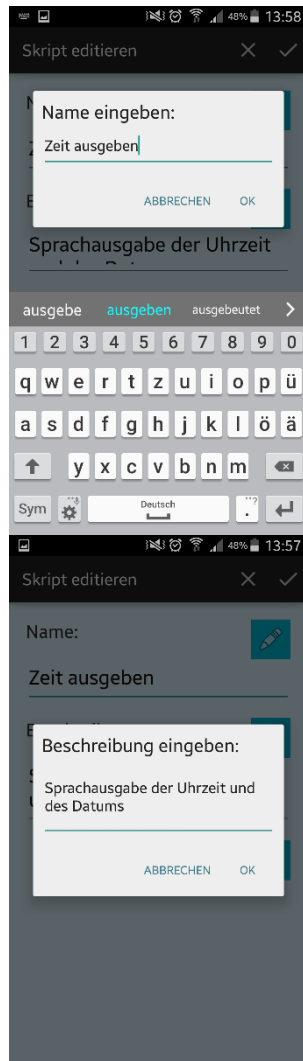 48% 13:58
Skript editieren
Name eingeben:
Zeit ausgeben
ABBRECHEN OK
Sprachausgabe der Uhrzeit
ausgebe ausgeben ausgebeutet
1 2 3 4 5 6 7 8 9 0
q w e r t z u i o p ü
a s d f g h j k l ö ä
y x c v b n m
Sym Deutsch .
48% 13:57
Skript editieren
Name:
Zeit ausgeben
Beschreibung eingeben:
Sprachausgabe der Uhrzeit und
des Datums
ABBRECHEN OK